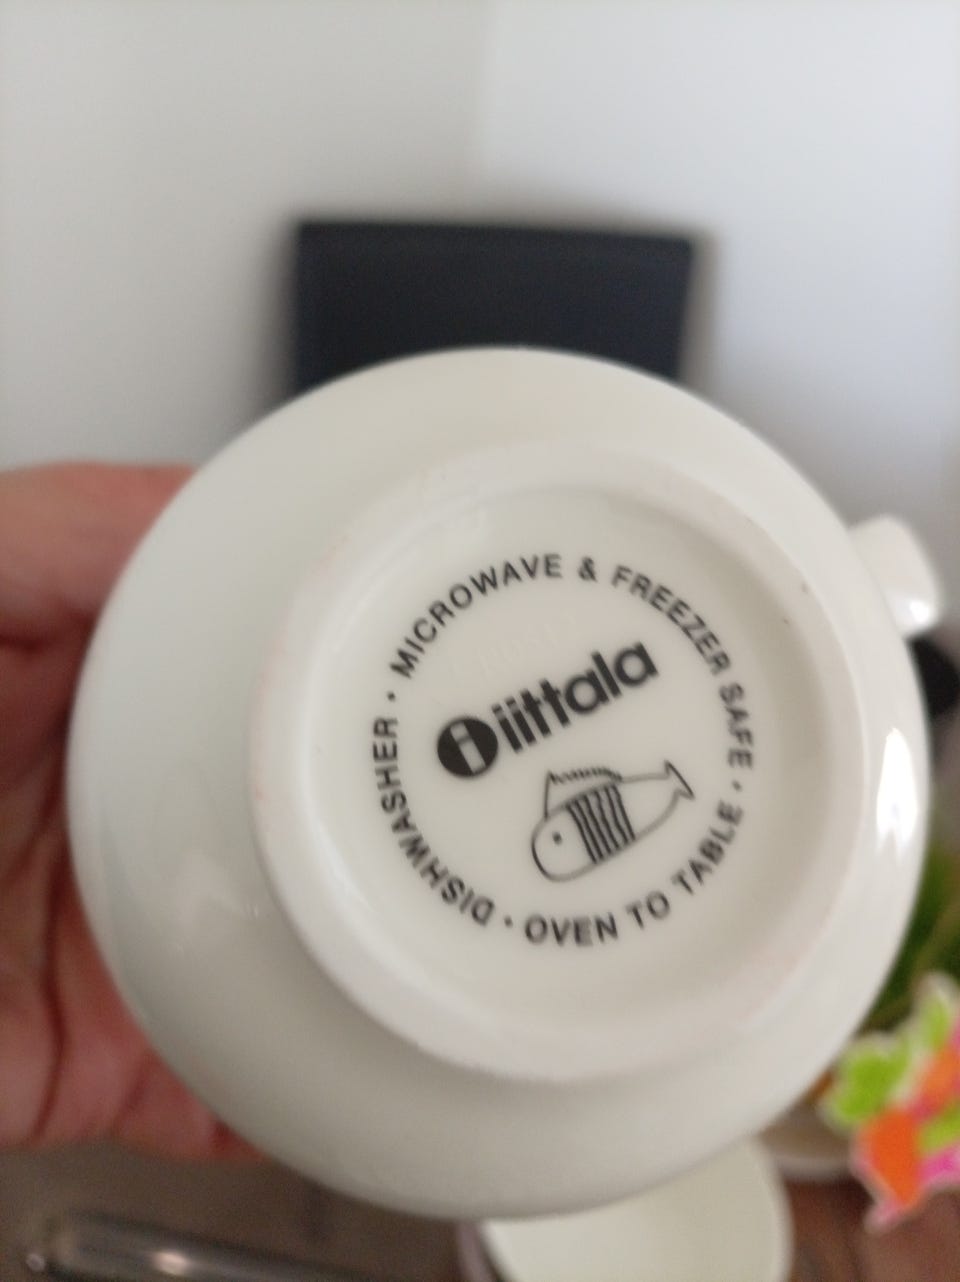 MICROWAVE & FREEZER SAFE · OVEN TO TABLE · DISHWASHER ·
i iittala